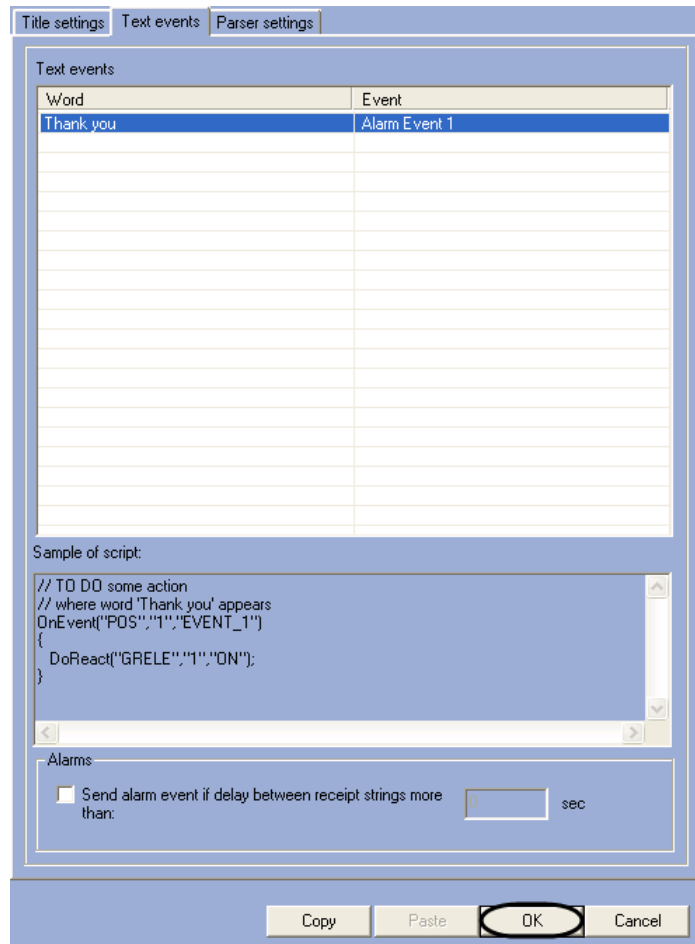 Title settings Text events Parser settings
Text events
Word Event
Thank you Alarm Event 1
Sample of script:
// TO DO some action
// where word 'Thank you' appears
OnEvent("POS","1","EVENT_1")
{
DoReact("GRELE","1","ON");
}
Alarms
Send alarm event if delay between receipt strings more
than:
0 sec
Copy Paste OK Cancel